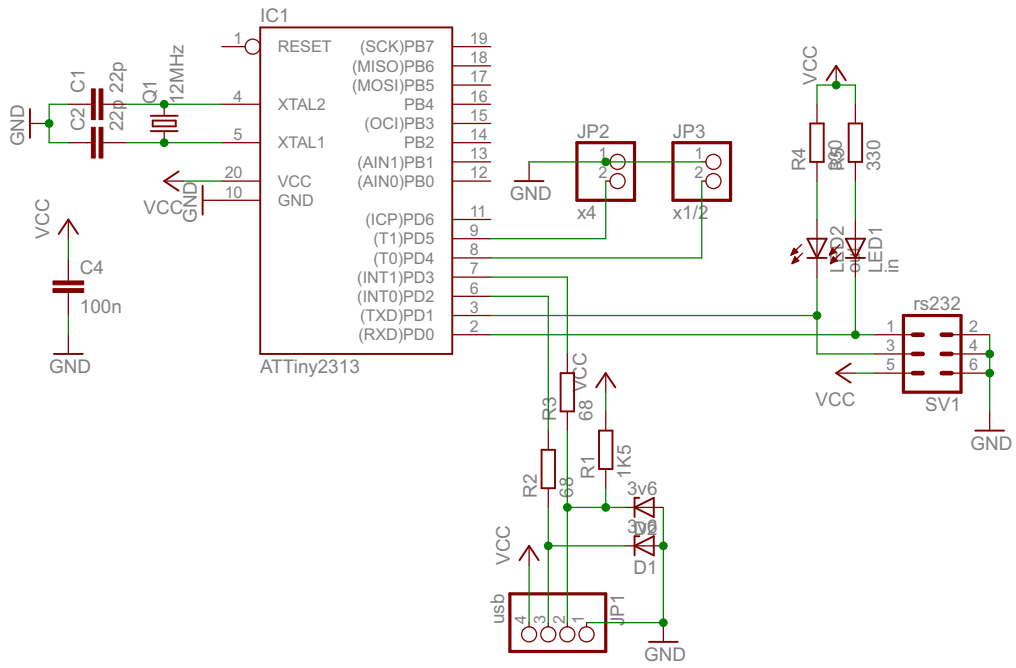 IC1
1 RESET
4 XTAL2
5 XTAL1
20 VCC
10 GND
(SCK)PB7 19
(MISO)PB6 18
(MOSI)PB5 17
PB4 16
(OCI)PB3 15
PB2 14
(AIN1)PB1 13
(AIN0)PB0 12
(ICP)PD6 11
(T1)PD5 9
(T0)PD4 8
(INT1)PD3 7
(INT0)PD2 6
(TXD)PD1 3
(RXD)PD0 2
ATTiny2313
GND
C1
22p
C2
22p
Q1
12MHz
VCC
GND
VCC
C4
100n
GND
GND
JP2
1
2
x4
JP3
1
2
x1/2
VCC
R4
R5
330
LED2
LED1
in
rs232
1 2
3 4
5 6
SV1
VCC
GND
R3
68
VCC
R1
1K5
R2
68
3v6
D2
3v6
D1
VCC
usb
4 3 2 1
JP1
GND